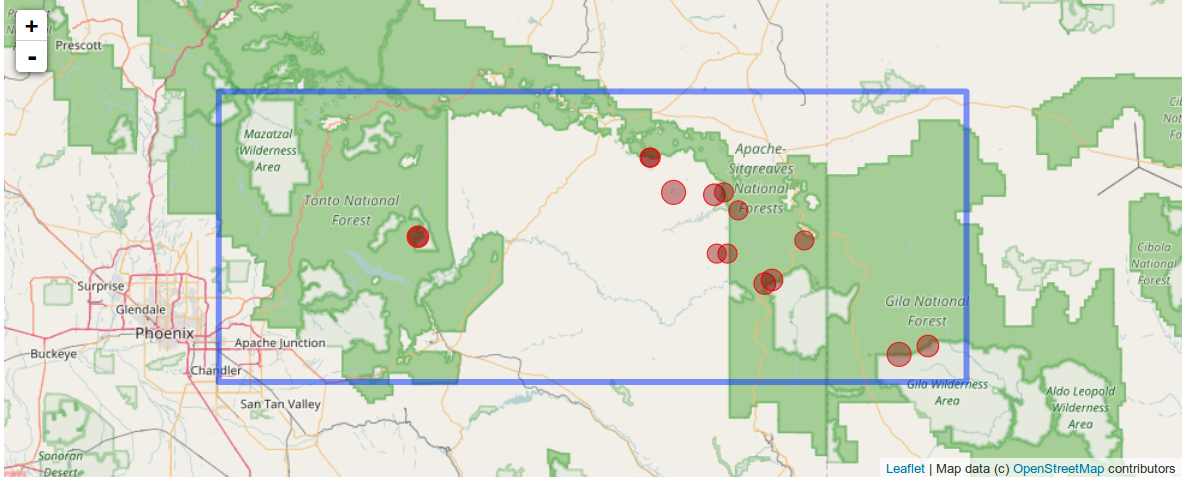 +
-
Prescott
Mazatzal
Wilderness
Area
Tonto National
Forest
Apache-
Sitgreaves
National
Forests
Cibola
National
Forest
Surprise
Glendale
Phoenix
Buckeye
Apache Junction
Chandler
San Tan Valley
Gila National
Forest
Gila Wilderness
Area
Aldo Leopold
Wilderness
Area
Sonoran
Desert
Leaflet | Map data (c) OpenStreetMap contributors